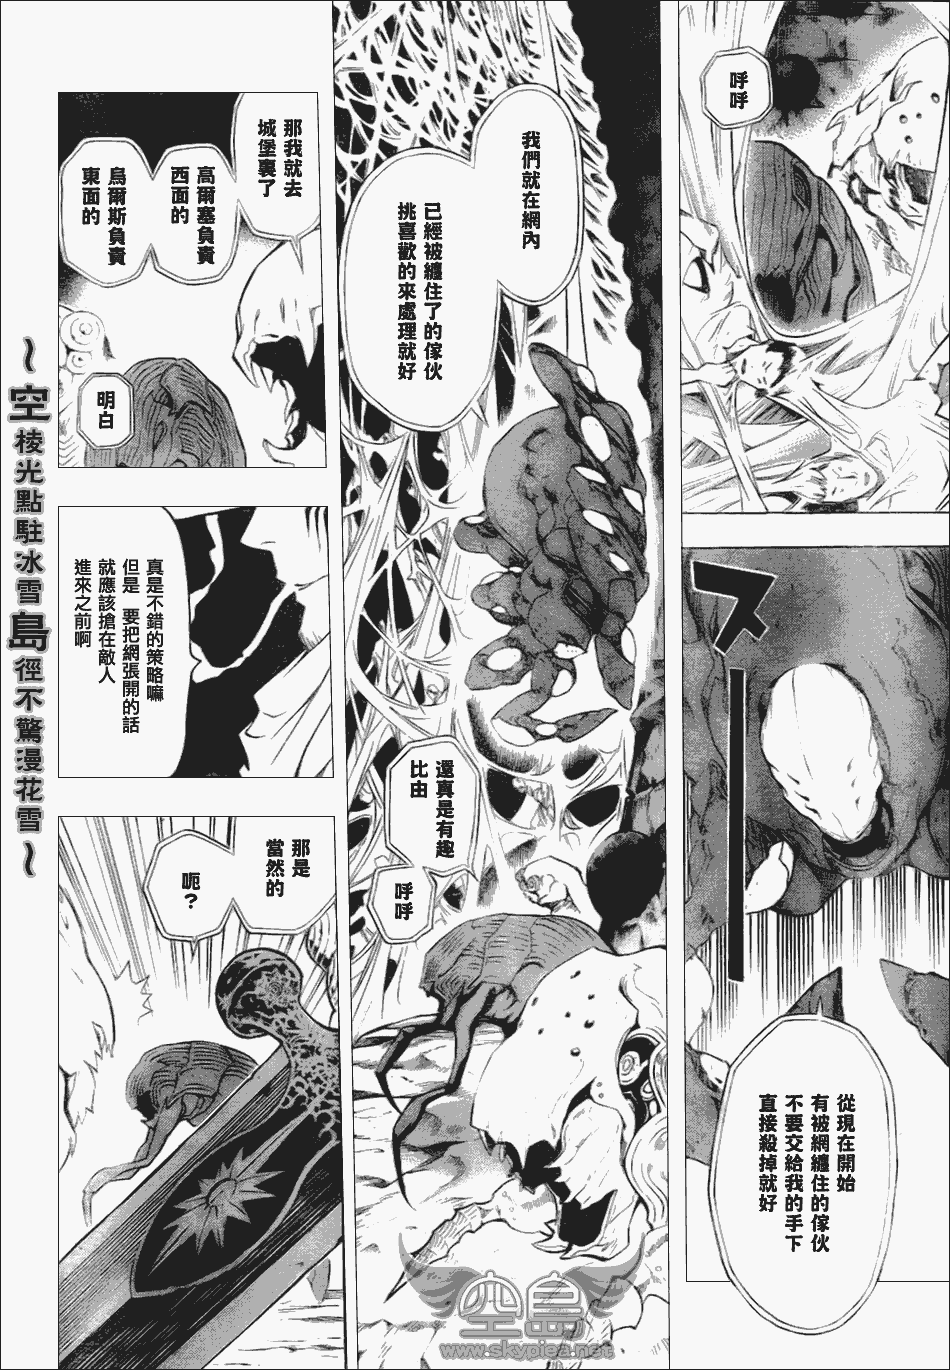 呼呼
ズ
從現在開始
有被網纏住的傢伙
不要交給我的手下
直接殺掉就好
我們就在網內
已經被纏住了的傢伙
挑喜歡的來處理就好
還真是有趣
比由
呼呼
那我就去
城堡裏了
高爾塞負責
西面的
烏爾斯負責
東面的
明白
真是不錯的策略嘛
但是 要把網張開的話
就應該搶在敵人
進來之前啊
那是
當然的
呃?
~空棱光點駐冰雪島徑不驚漫花雪~
空島
www.skypiea.net